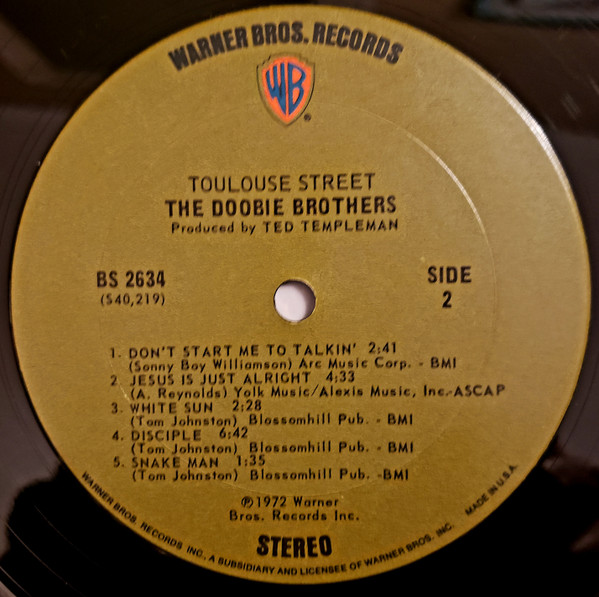 WARNER BROS. RECORDS
WB
®
TOULOUSE STREET
THE DOOBIE BROTHERS
Produced by TED TEMPLEMAN
BS 2634
(S40,219)
SIDE
2
1. DON'T START ME TO TALKIN' 2:41
(Sonny Boy Williamson) Arc Music Corp. - BMI
2. JESUS IS JUST ALRIGHT 4:33
(A. Reynolds) Yolk Music/Alexis Music, Inc.-ASCAP
3. WHITE SUN 2:28
(Tom Johnston) Blossomhill Pub. - BMI
4. DISCIPLE 6:42
(Tom Johnston) Blossomhill Pub. - BMI
5. SNAKE MAN 1:35
(Tom Johnston) Blossomhill Pub. -BMI
℗1972 Warner
Bros. Records Inc.
STEREO
WARNER BROS. RECORDS INC. A SUBSIDIARY AND LICENSEE OF WARNER BROS. INC. MADE IN U.S.A.